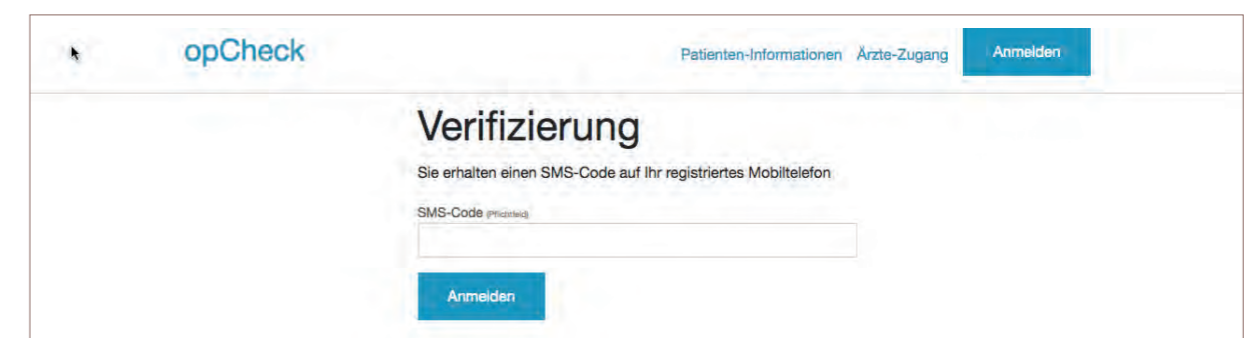 opCheck
Patienten-Informationen Ärzte-Zugang Anmelden
Verifizierung
Sie erhalten einen SMS-Code auf Ihr registriertes Mobiltelefon
SMS-Code (Pflichtfeld)
Anmelden